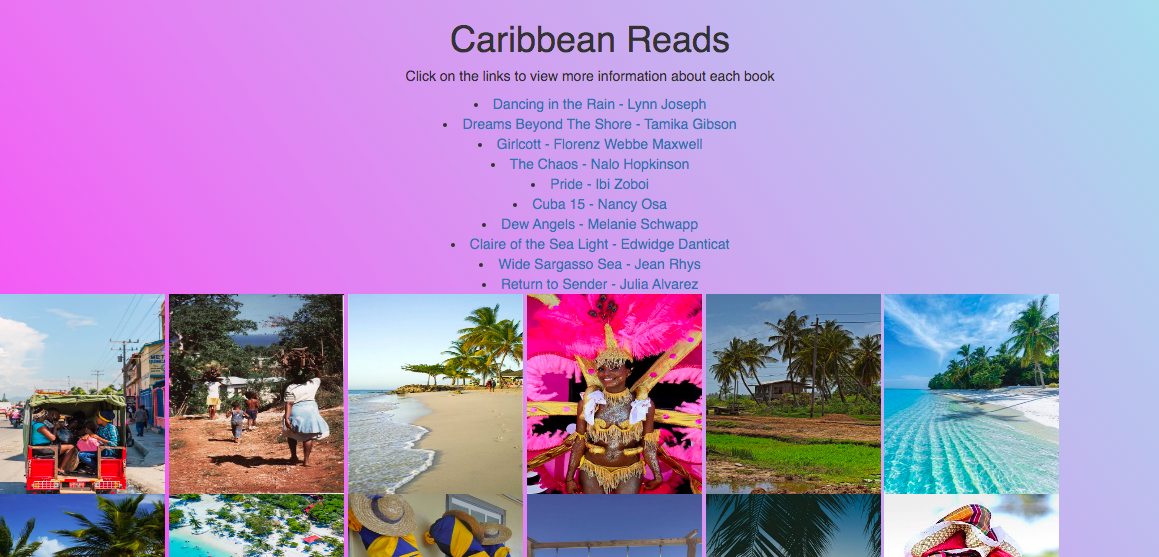 Caribbean Reads
Click on the links to view more information about each book
Dancing in the Rain - Lynn Joseph
Dreams Beyond The Shore - Tamika Gibson
Girlcott - Florenz Webbe Maxwell
The Chaos - Nalo Hopkinson
Pride - Ibi Zoboi
Cuba 15 - Nancy Osa
Dew Angels - Melanie Schwapp
Claire of the Sea Light - Edwidge Danticat
Wide Sargasso Sea - Jean Rhys
Return to Sender - Julia Alvarez